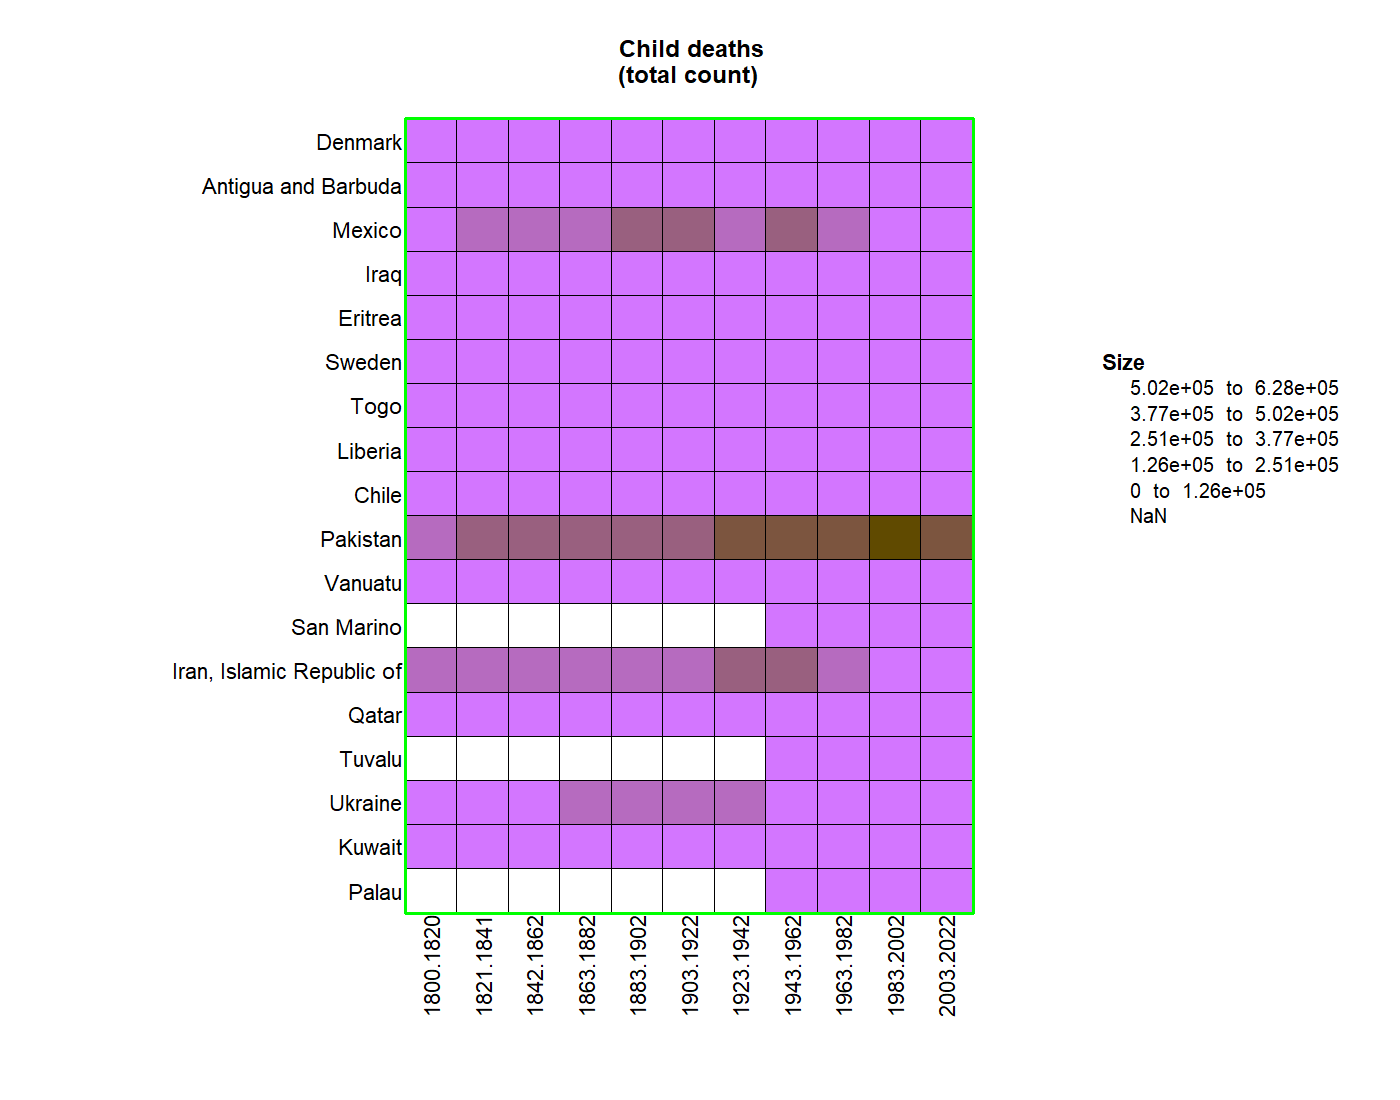 Child deaths
(total count)
Denmark
Antigua and Barbuda
Mexico
Iraq
Eritrea
Sweden
Togo
Liberia
Chile
Pakistan
Vanuatu
San Marino
Iran, Islamic Republic of
Qatar
Tuvalu
Ukraine
Kuwait
Palau
1800.1820
1821.1841
1842.1862
1863.1882
1883.1902
1903.1922
1923.1942
1943.1962
1963.1982
1983.2002
2003.2022
Size
5.02e+05 to 6.28e+05
3.77e+05 to 5.02e+05
2.51e+05 to 3.77e+05
1.26e+05 to 2.51e+05
0 to 1.26e+05
NaN